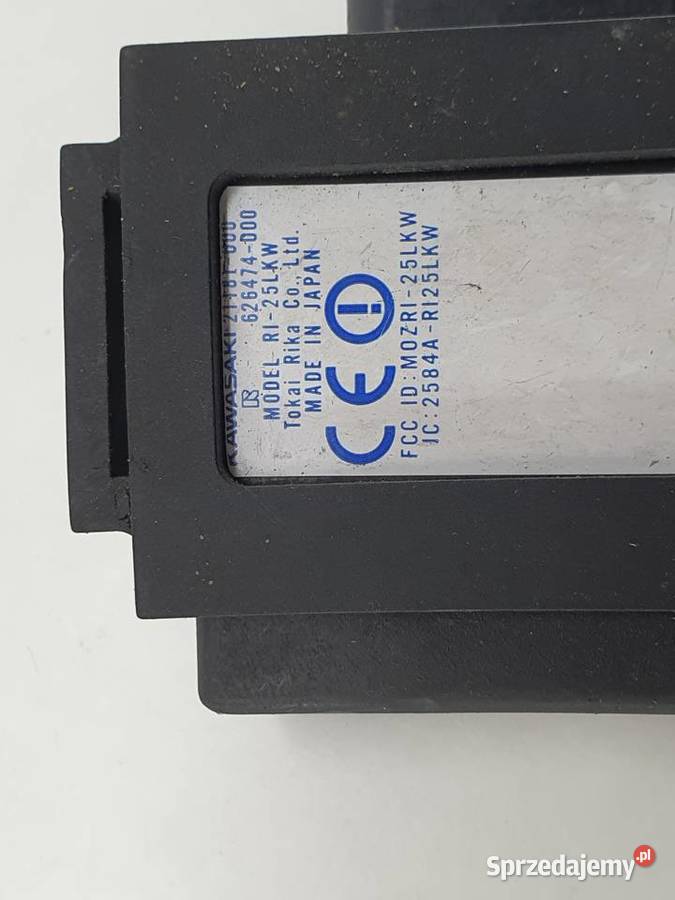 KAWASAKI
626474-000
MODEL RI-25LKW
Tokai Rika Co., Ltd.
MADE IN JAPAN
CE
FCC ID:MOZRI-25LKW
IC:2584A-RI25LKW
Sprzedajemy.pl